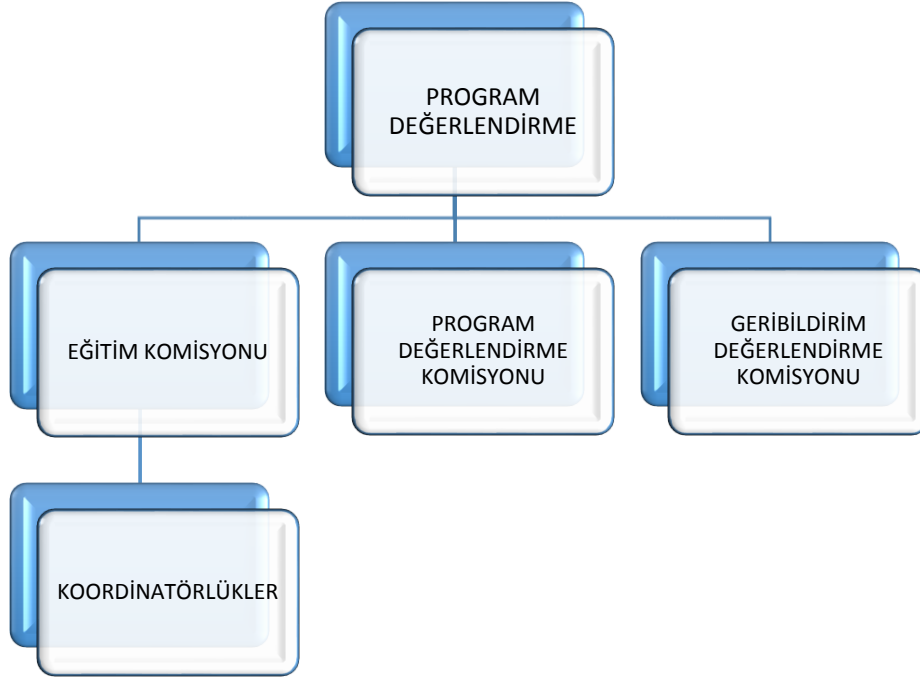 PROGRAM
DEĞERLENDİRME
EĞİTİM KOMİSYONU
PROGRAM
DEĞERLENDİRME
KOMİSYONU
GERİBİLDİRİM
DEĞERLENDİRME
KOMİSYONU
KOORDİNATÖRLÜKLER